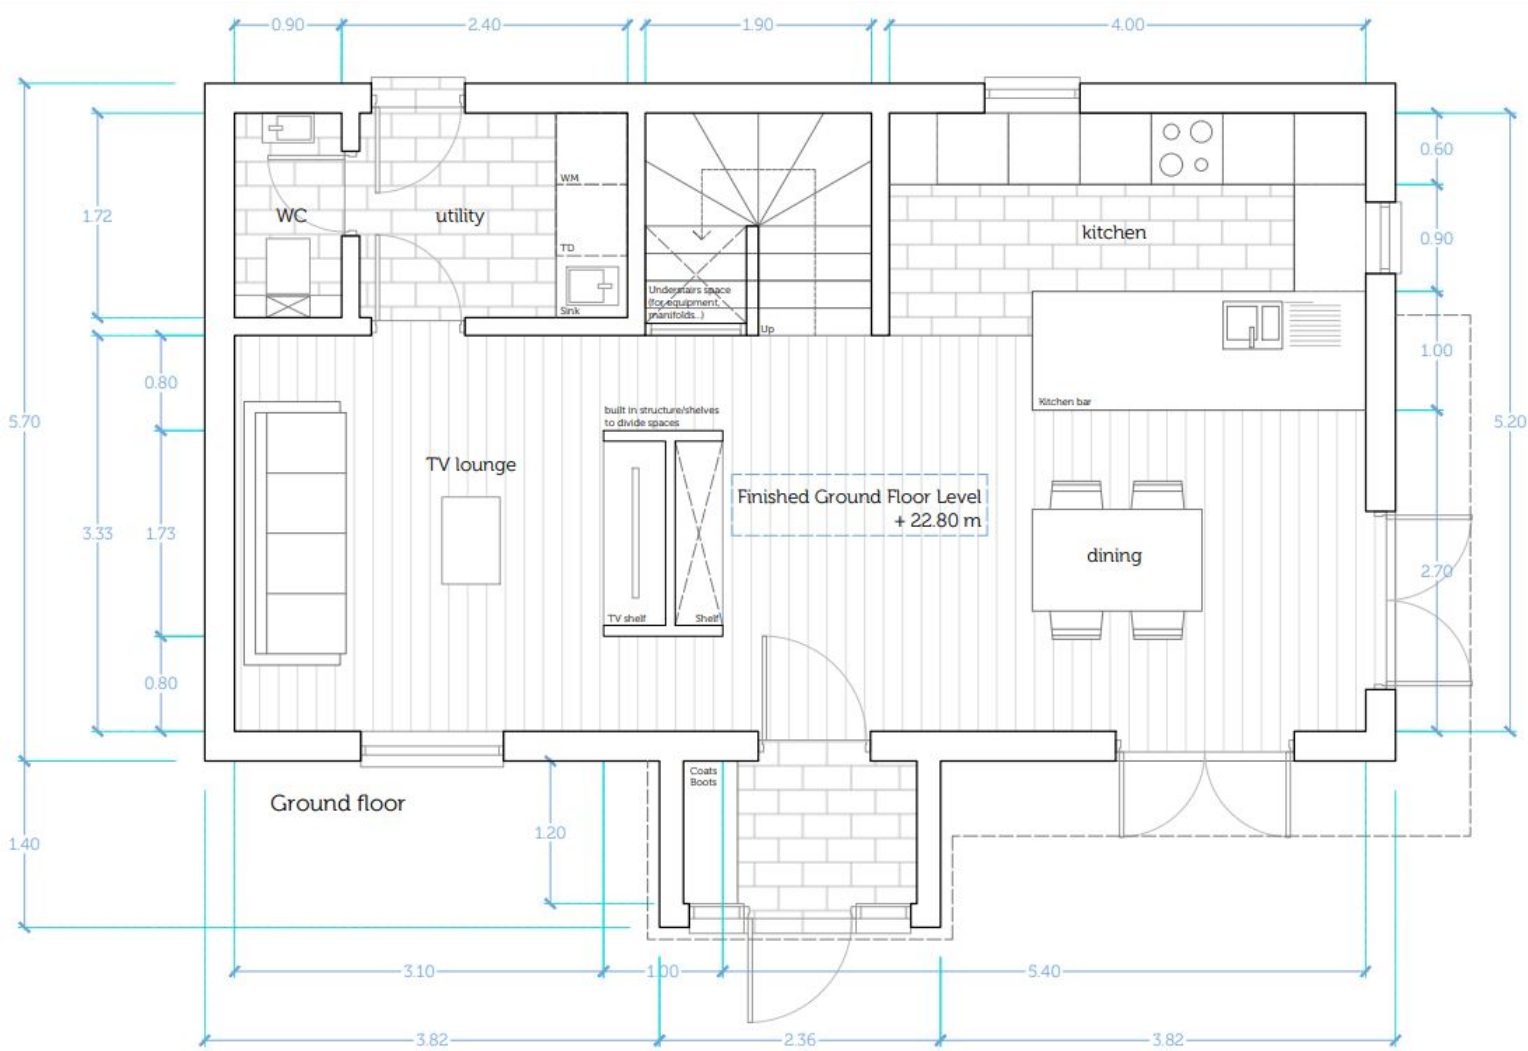 0.90
2.40
1.90
4.00
0.60
1.72
WC
utility
WM
TD
Sink
Understairs space
(for equipment,
manifolds...)
Up
kitchen
0.90
1.00
Kitchen bar
0.80
5.70
5.20
built in structure/shelves
to divide spaces
TV lounge
Finished Ground Floor Level
+ 22.80 m
3.33
1.73
dining
2.70
TV shelf
Shelf
0.80
Coats
Boots
Ground floor
1.20
1.40
3.10
1.00
5.40
3.82
2.36
3.82